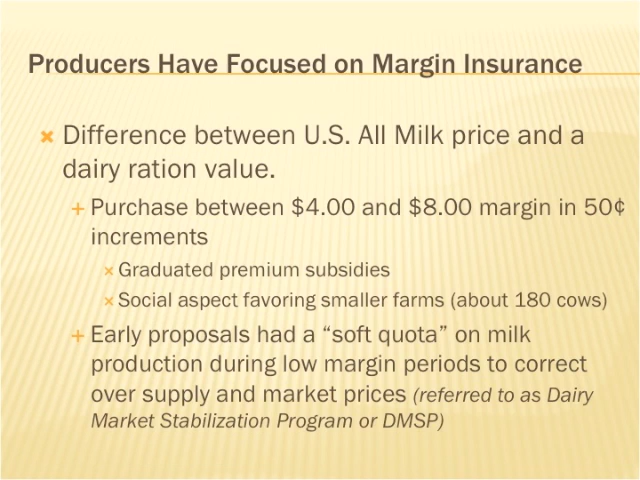 Producers Have Focused on Margin Insurance
Difference between U.S. All Milk price and a
dairy ration value.
Purchase between $4.00 and $8.00 margin in 50¢
increments
Graduated premium subsidies
Social aspect favoring smaller farms (about 180 cows)
Early proposals had a “soft quota” on milk
production during low margin periods to correct
over supply and market prices (referred to as Dairy
Market Stabilization Program or DMSP)